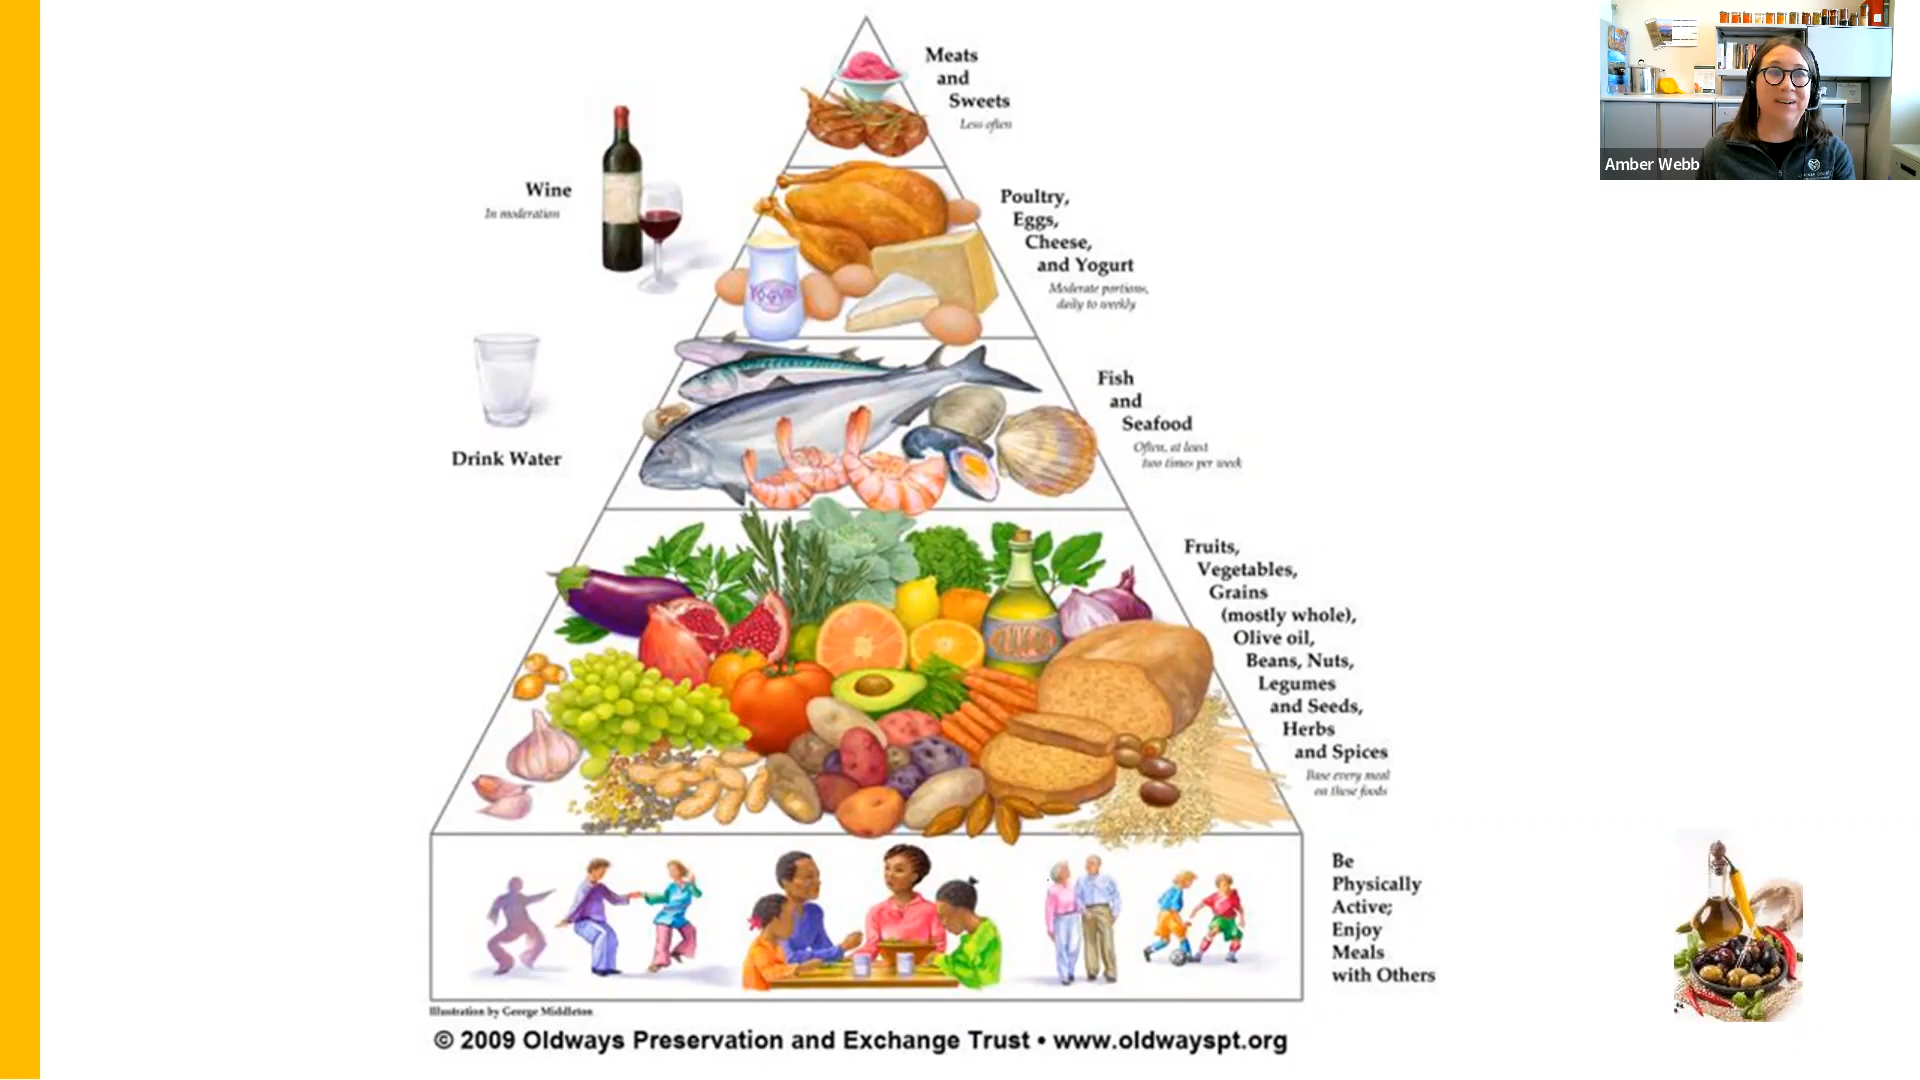 Meats
and
Sweets
Less often
Wine
In moderation
Poultry,
Eggs,
Cheese,
and Yogurt
Moderate portions,
daily to weekly
YOGURT
Fish
and
Seafood
Often, at least
two times per week
Drink Water
Fruits,
Vegetables,
Grains
(mostly whole),
Olive oil,
Beans, Nuts,
Legumes
and Seeds,
Herbs
and Spices
Base every meal
on these foods
Be
Physically
Active;
Enjoy
Meals
with Others
Illustration by George Middleton
© 2009 Oldways Preservation and Exchange Trust • www.oldwayspt.org
Amber Webb